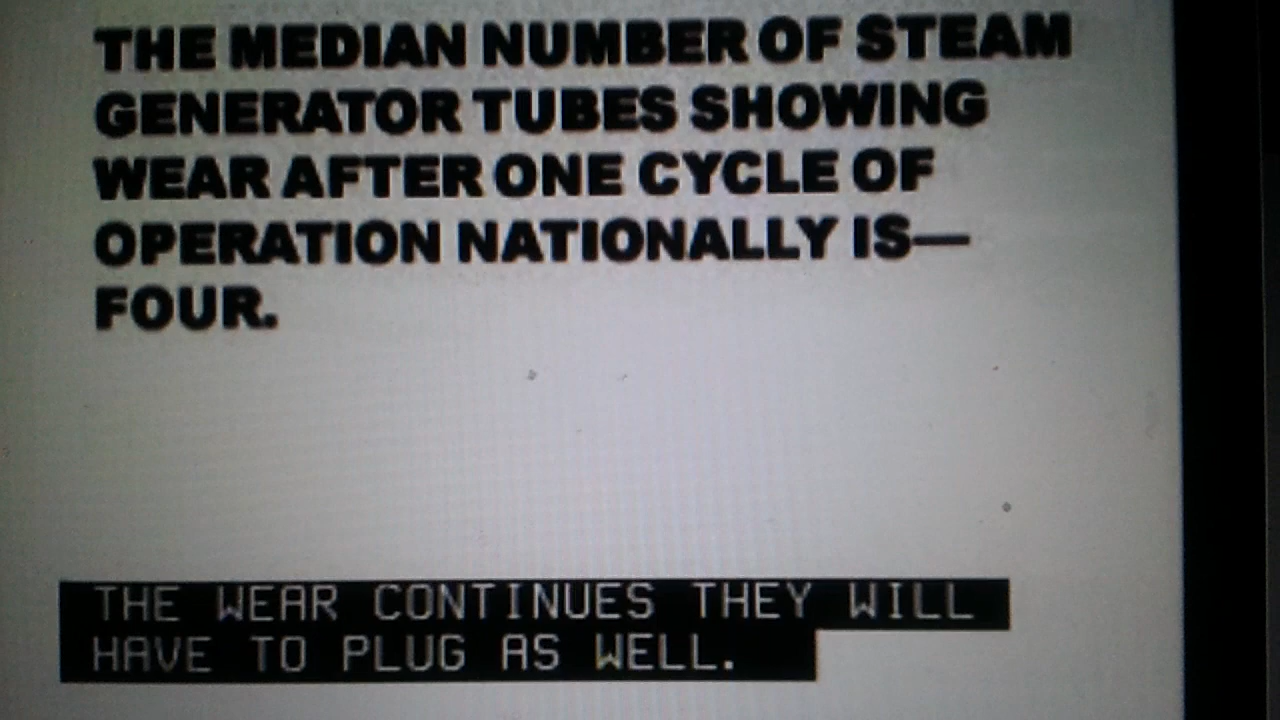 THE MEDIAN NUMBER OF STEAM
GENERATOR TUBES SHOWING
WEAR AFTER ONE CYCLE OF
OPERATION NATIONALLY IS—
FOUR.
THE WEAR CONTINUES THEY WILL
HAVE TO PLUG AS WELL.